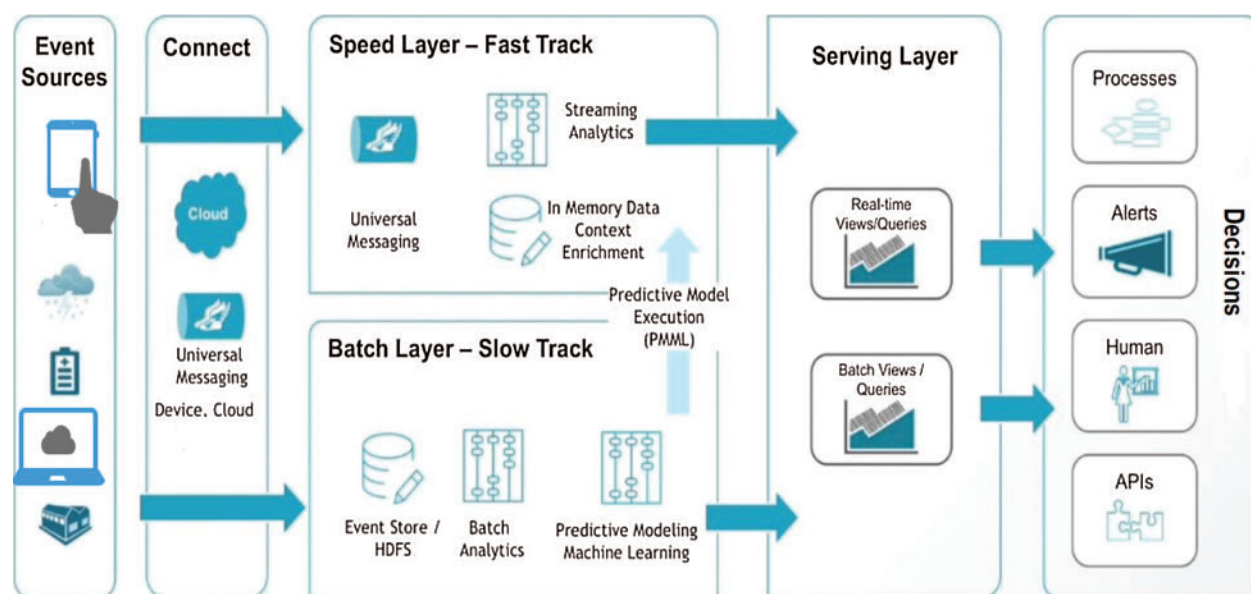 Event
Sources
Connect
Cloud
Universal
Messaging
Device. Cloud
Speed Layer – Fast Track
Universal
Messaging
Streaming
Analytics
In Memory Data
Context
Enrichment
Predictive Model
Execution
(PMML)
Batch Layer – Slow Track
Event Store /
HDFS
Batch
Analytics
Predictive Modeling
Machine Learning
Serving Layer
Real-time
Views/Queries
Batch Views /
Queries
Processes
Alerts
Human
APIs
Decisions